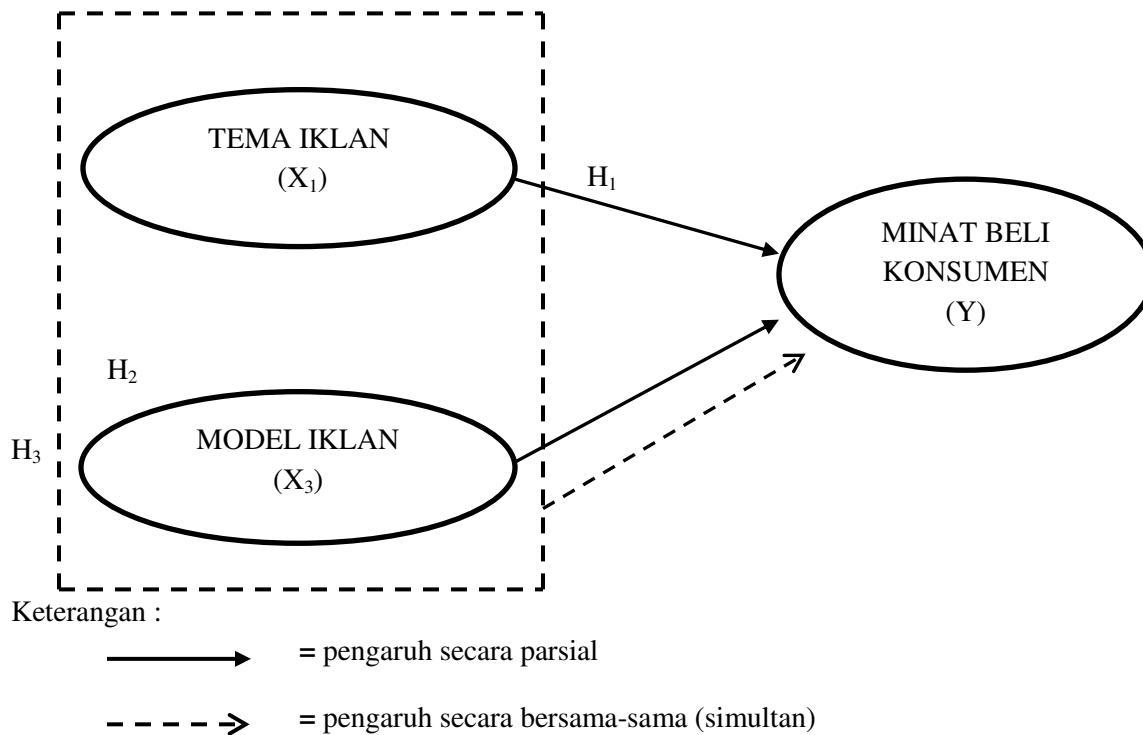 TEMA IKLAN
(X₁)
H₁
MINAT BELI
KONSUMEN
(Y)
H₂
MODEL IKLAN
(X₃)
H₃
Keterangan :
= pengaruh secara parsial
= pengaruh secara bersama-sama (simultan)